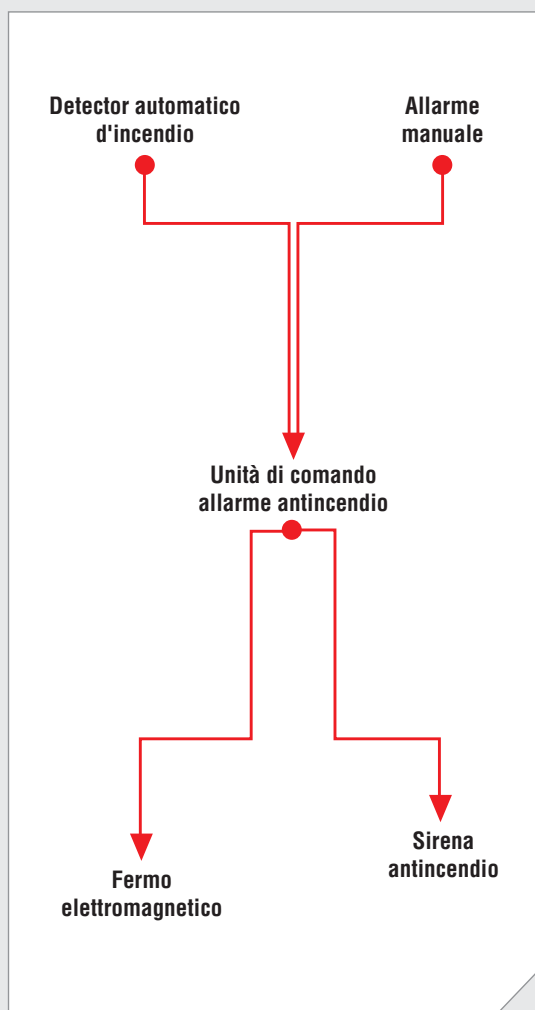 Detector automatico
d'incendio
Allarme
manuale
Unità di comando
allarme antincendio
Sirena
antincendio
Fermo
elettromagnetico